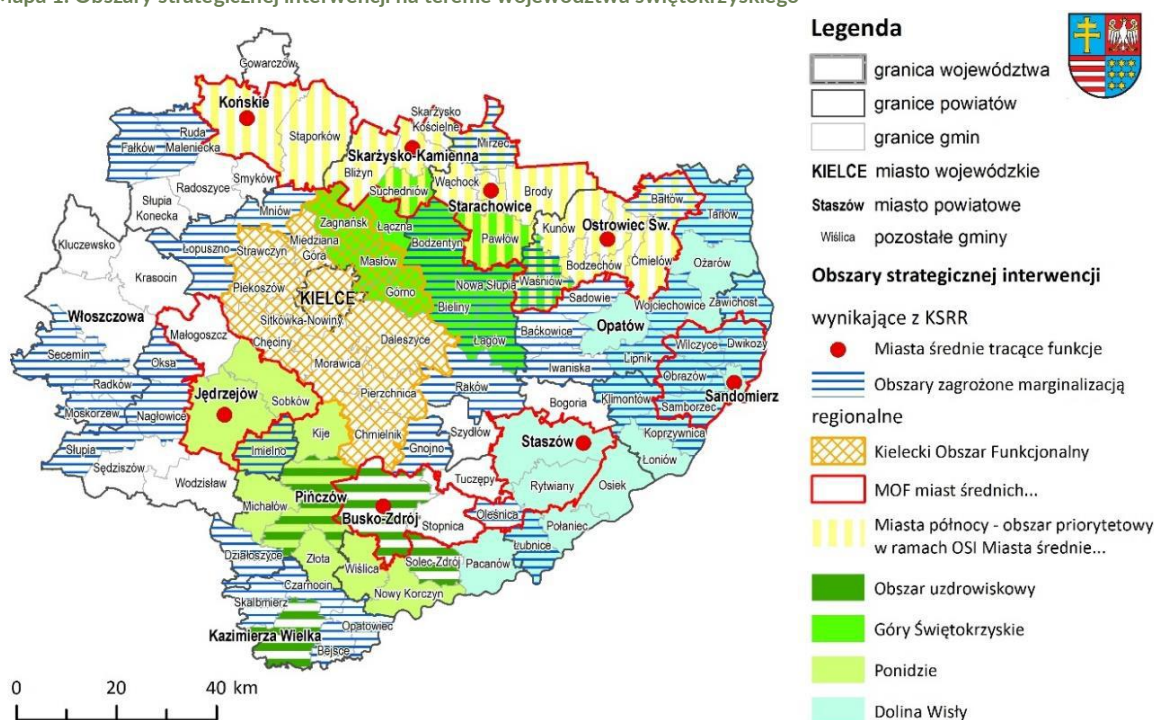 Mapa 1. Obszary strategicznej interwencji na terenie województwa świętokrzyskiego
Gowarczów
Końskie
Staporków
Skarżysko
Kościelne
Ruda
Maleniecka
Fałków
Skarżysko-Kamienna
Mirzec
Smyków
Radoszyce
Bliżyn
Suchedniów
Wąchock
Brody
Starachowice
Bałtów
Tarłów
Słupia
Konecka
Mniów
Zagnańsk
Łączna
Bodzentyn
Pawłów
Kunów
Ostrowiec Św.
Kluczewsko
Łopuszno
Strawczyn
Miedziana
Góra
Masłów
Bodzechów
Ćmielów
Ożarów
Krasocin
Piekoszów
KIELCE
Górno
Nowa Słupia
Waśniów
Sadowie
Wojciechowice
Zawichost
Bieliny
Włoszczowa
Małogoszcz
Sitkówka-Nowiny
Chęciny
Daleszyce
Łagów
Baćkowice
Opatów
Secemin
Oksa
Morawica
Iwaniska
Lipnik
Wilczyce
Dwikozy
Radków
Jędrzejów
Sobków
Pierzchnica
Raków
Bogoria
Klimontów
Obrazów
Sandomierz
Samborzec
Moskorzew
Nagłowice
Chmielnik
Szydłów
Staszów
Koprzywnica
Słupia
Imielno
Kije
Gnojno
Łoniów
Sędziszów
Wodzisław
Tuczępy
Rytwiany
Osiek
Michałów
Pińczów
Busko-Zdrój
Stopnica
Oleśnica
Połaniec
Działoszyce
Złota
Wiślica
Solec Zdrój
Pacanów
Łubnice
Czarnocin
Nowy Korczyn
Skalbmierz
Opatowiec
Kazimierza Wielka
Bejsce
0 20 40 km
Legenda
granica województwa
granice powiatów
granice gmin
KIELCE miasto wojewódzkie
Staszów miasto powiatowe
Wiślica pozostałe gminy
Obszary strategicznej interwencji
wynikające z KSRR
Miasta średnie tracące funkcje
Obszary zagrożone marginalizacją
regionalne
Kielecki Obszar Funkcjonalny
MOF miast średnich...
Miasta północy - obszar priorytetowy
w ramach OSI Miasta średnie...
Obszar uzdrowiskowy
Góry Świętokrzyskie
Ponidzie
Dolina Wisły